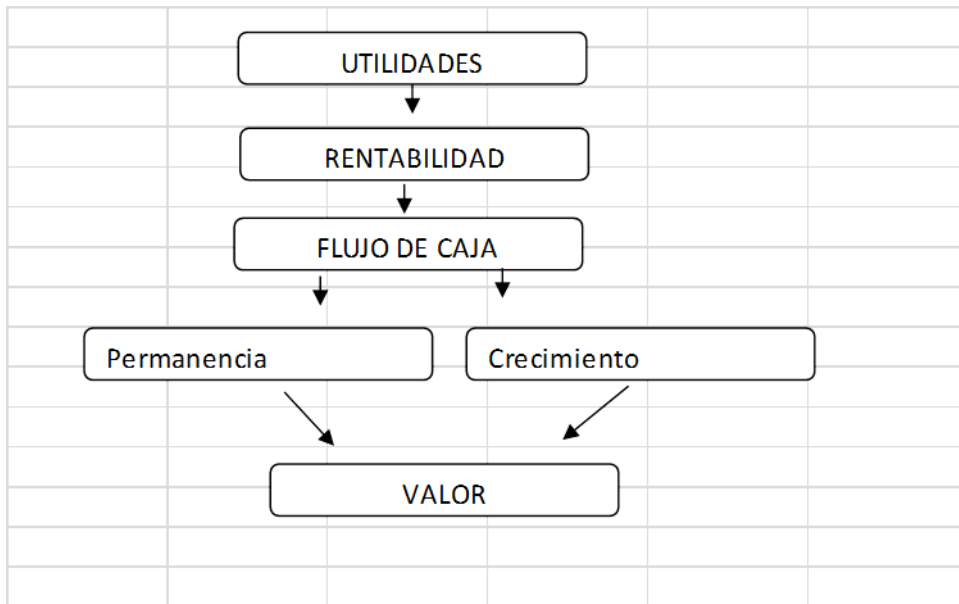 UTILIDADES
RENTABILIDAD
FLUJO DE CAJA
Permanencia
Crecimiento
VALOR